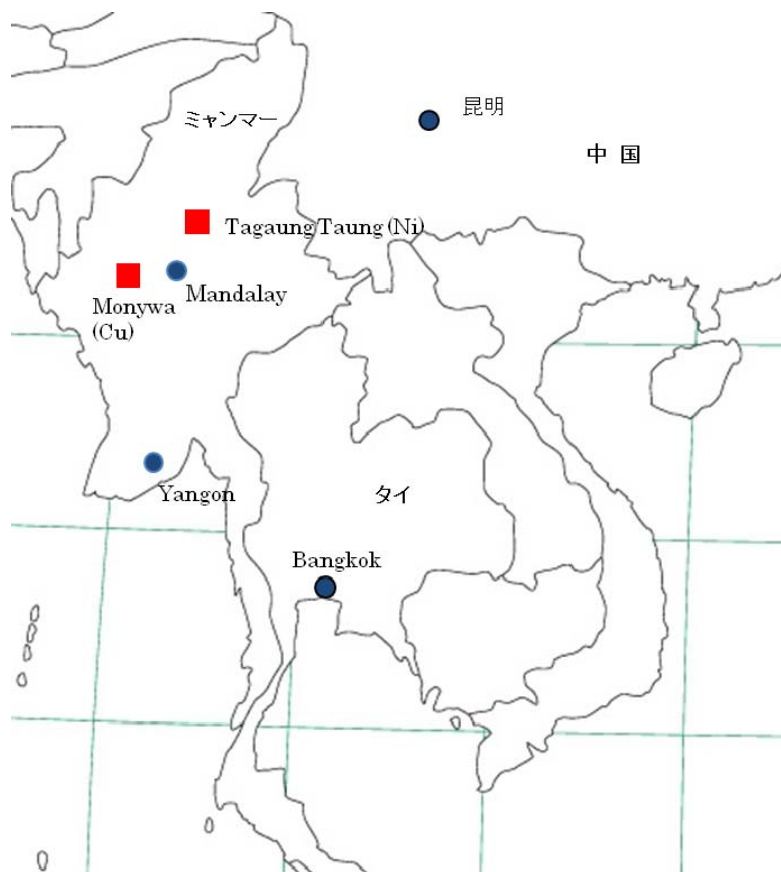 昆明
ミャンマー
中 国
Tagaung Taung (Ni)
Mandalay
Monywa
(Cu)
Yangon
タイ
Bangkok